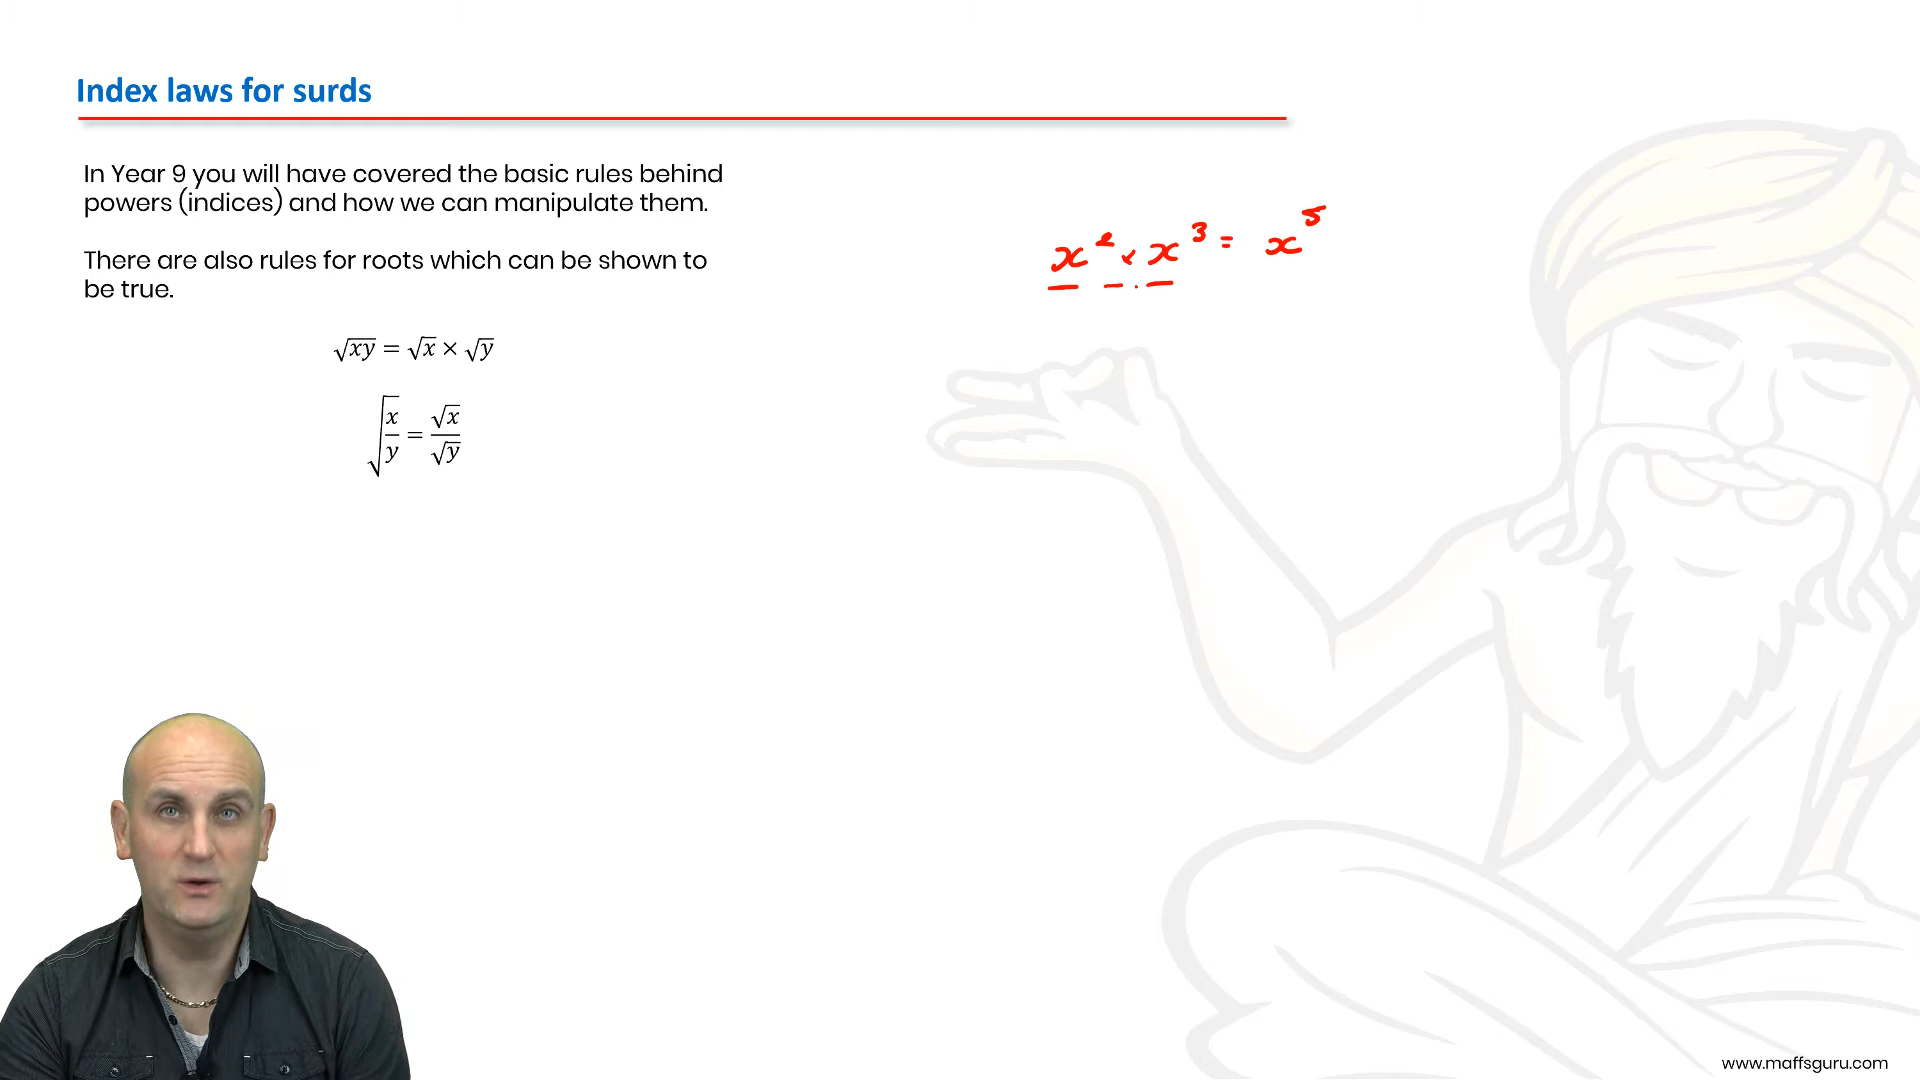 Index laws for surds
In Year 9 you will have covered the basic rules behind
powers (indices) and how we can manipulate them.
There are also rules for roots which can be shown to
be true.
√xy = √x × √y
√(x/y) = √x/√y
x² × x³ = x⁵
www.maffsguru.com